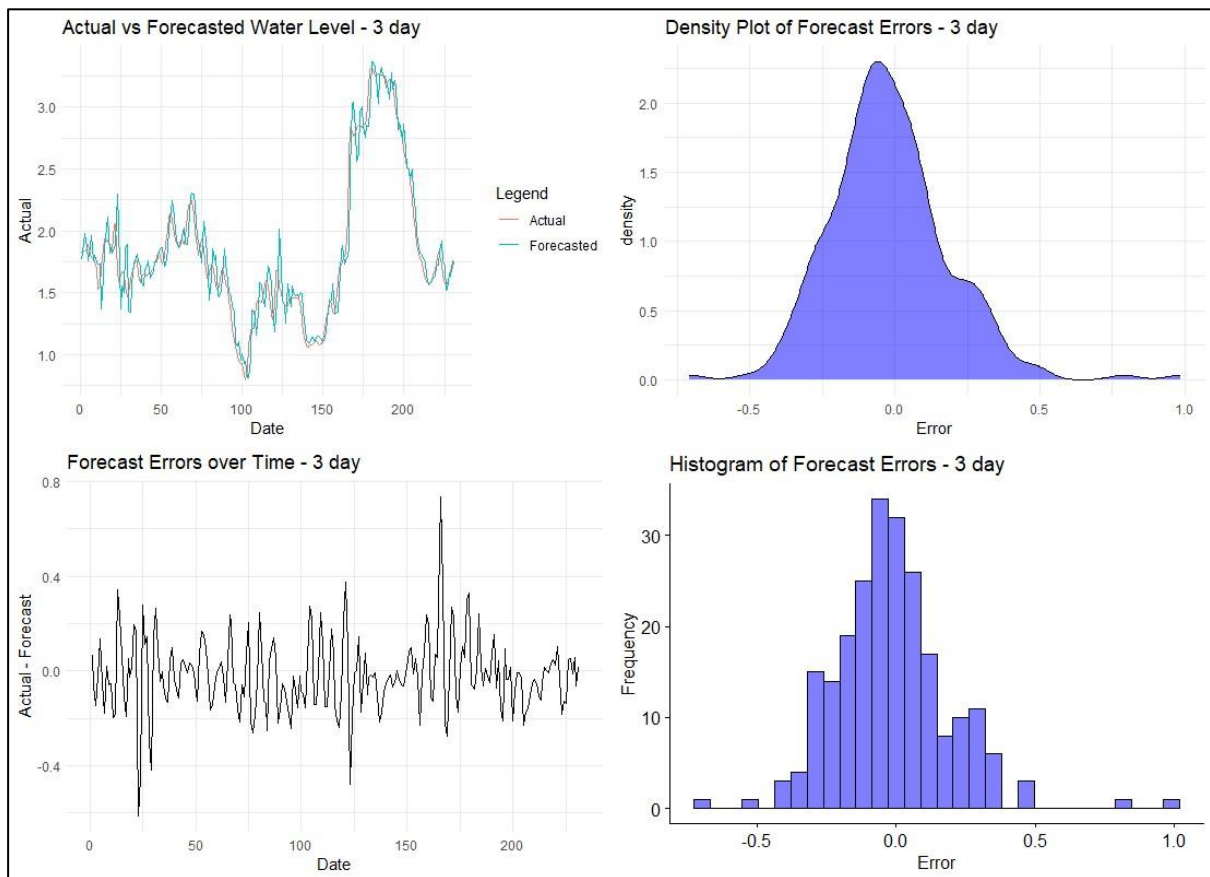 Actual vs Forecasted Water Level - 3 day
Actual
3.0
2.5
2.0
1.5
1.0
0
50
100
150
200
Date
Legend
Actual
Forecasted
Density Plot of Forecast Errors - 3 day
density
2.0
1.5
1.0
0.5
0.0
-0.5
0.0
0.5
1.0
Error
Forecast Errors over Time - 3 day
Actual - Forecast
0.8
0.4
0.0
-0.4
0
50
100
150
200
Date
Histogram of Forecast Errors - 3 day
Frequency
30
20
10
0
-0.5
0.0
0.5
1.0
Error